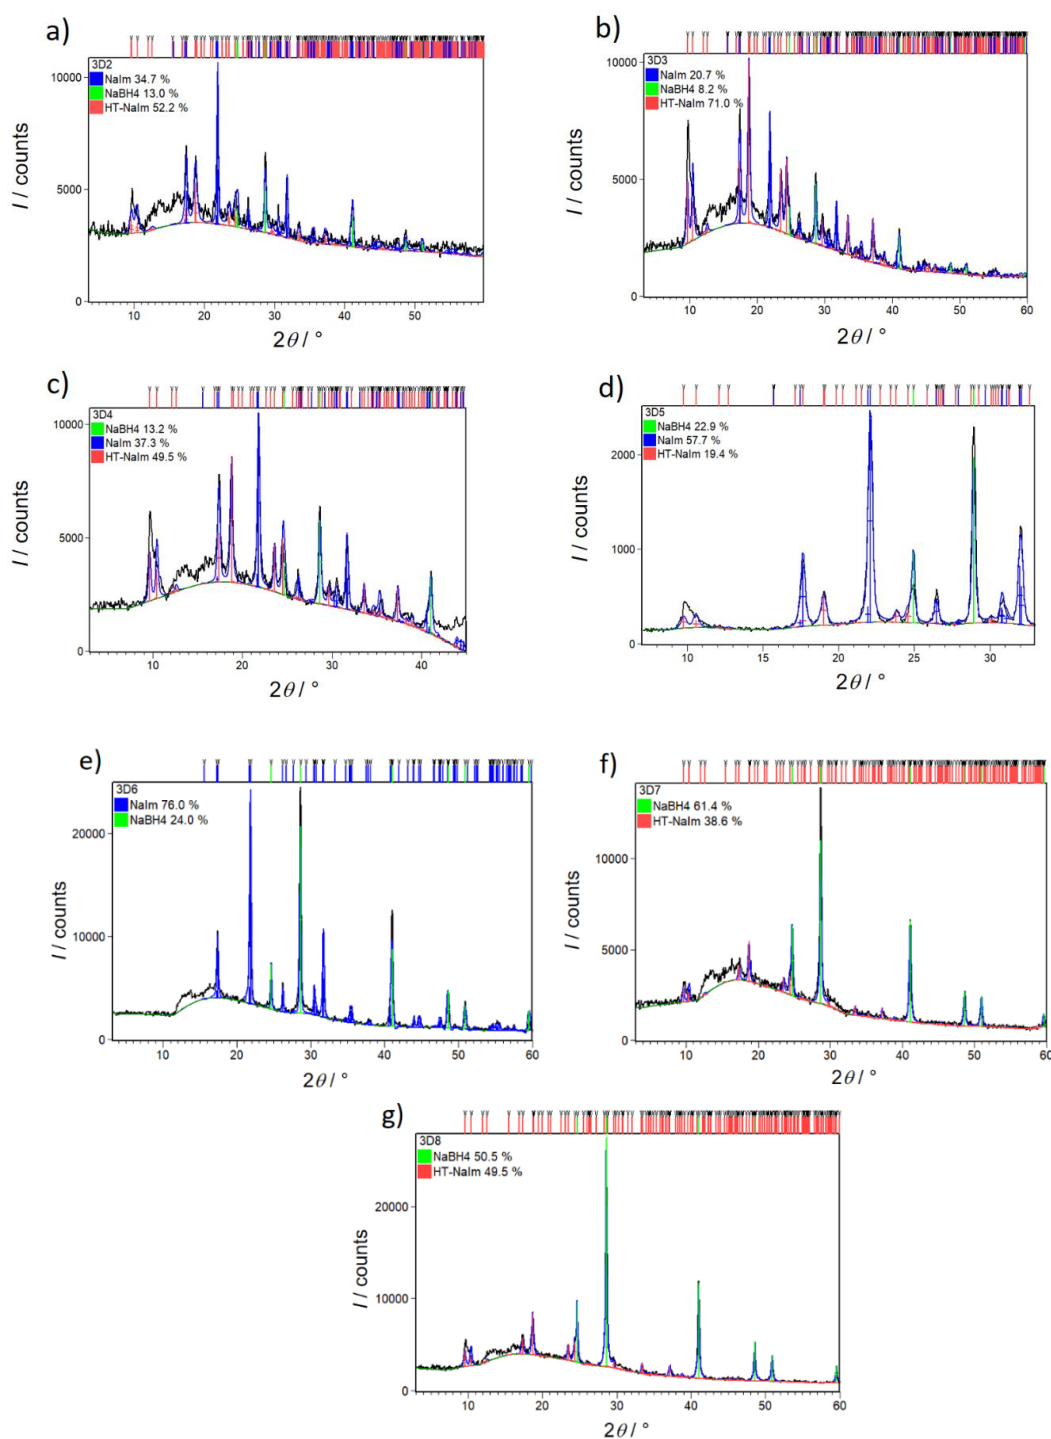 a)
3D2
NaIm 34.7 %
NaBH4 13.0 %
HT-NaIm 52.2 %
10000
5000
0
I / counts
10 20 30 40 50
2θ / °
b)
3D3
NaIm 20.7 %
NaBH4 8.2 %
HT-NaIm 71.0 %
10000
5000
0
I / counts
10 20 30 40 50 60
2θ / °
c)
3D4
NaBH4 13.2 %
NaIm 37.3 %
HT-NaIm 49.5 %
10000
5000
0
I / counts
10 20 30 40
2θ / °
d)
3D5
NaBH4 22.9 %
NaIm 57.7 %
HT-NaIm 19.4 %
2000
1000
0
I / counts
10 15 20 25 30
2θ / °
e)
3D6
NaIm 76.0 %
NaBH4 24.0 %
20000
10000
0
I / counts
10 20 30 40 50 60
2θ / °
f)
3D7
NaBH4 61.4 %
HT-NaIm 38.6 %
10000
5000
0
I / counts
10 20 30 40 50 60
2θ / °
g)
3D8
NaBH4 50.5 %
HT-NaIm 49.5 %
20000
10000
0
I / counts
10 20 30 40 50 60
2θ / °